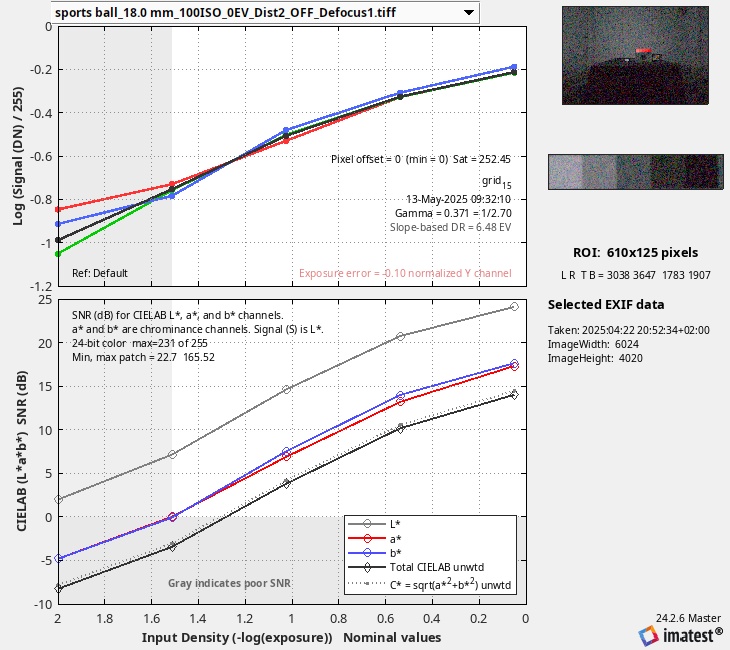 sports ball_18.0 mm_100ISO_0EV_Dist2_OFF_Defocus1.tiff
0
-0.2
-0.4
-0.6
-0.8
-1
-1.2
Log (Signal (DN) / 255)
Pixel offset = 0 (min = 0) Sat = 252.45
grid15
13-May-2025 09:32:10
Gamma = 0.371 = 1/2.70
Slope-based DR = 6.48 EV
Ref: Default
Exposure error = -0.10 normalized Y channel
25
20
15
10
5
0
-5
-10
CIELAB (L*a*b*) SNR (dB)
SNR (dB) for CIELAB L*, a*, and b* channels.
a* and b* are chrominance channels. Signal (S) is L*.
24-bit color max=231 of 255
Min, max patch = 22.7 165.52
L*
a*
b*
Total CIELAB unwtd
C* = sqrt(a*2+b*2) unwtd
Gray indicates poor SNR
2 1.8 1.6 1.4 1.2 1 0.8 0.6 0.4 0.2 0
Input Density (-log(exposure)) Nominal values
ROI: 610x125 pixels
L R T B = 3038 3647 1783 1907
Selected EXIF data
Taken: 2025:04:22 20:52:34+02:00
ImageWidth: 6024
ImageHeight: 4020
24.2.6 Master
imatest®